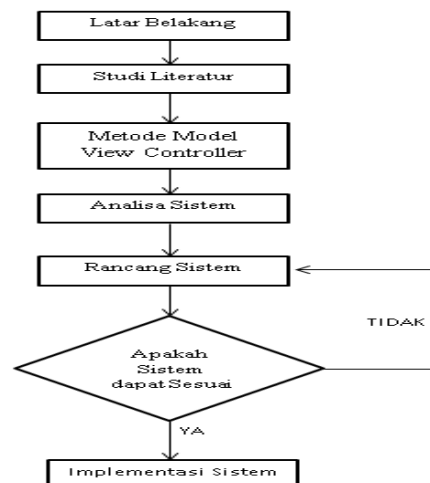 Latar Belakang
Studi Literatur
Metode Model
View Controller
Analisa Sistem
Rancang Sistem
TIDAK
Apakah
Sistem
dapat Sesuai
YA
Implementasi Sistem